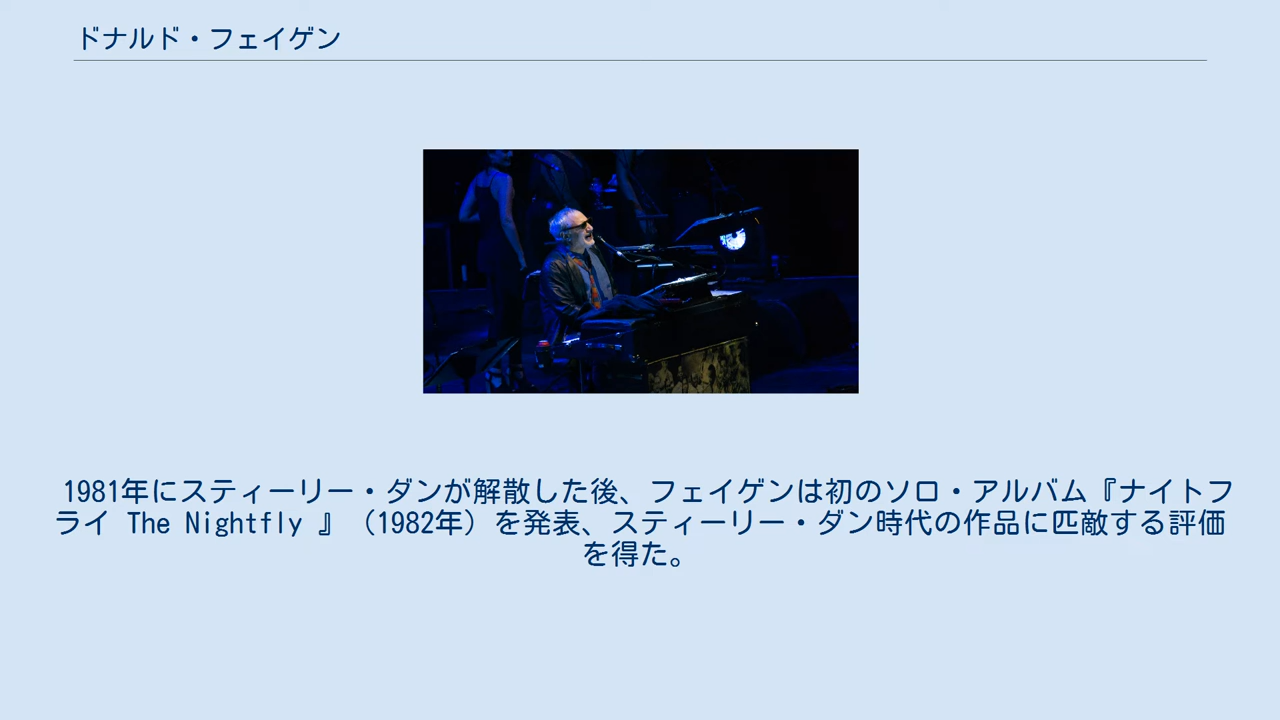 ドナルド・フェイゲン
1981年にスティーリー・ダンが解散した後、フェイゲンは初のソロ・アルバム『ナイトフ
ライ The Nightfly 』（1982年）を発表、スティーリー・ダン時代の作品に匹敵する評価
を得た。